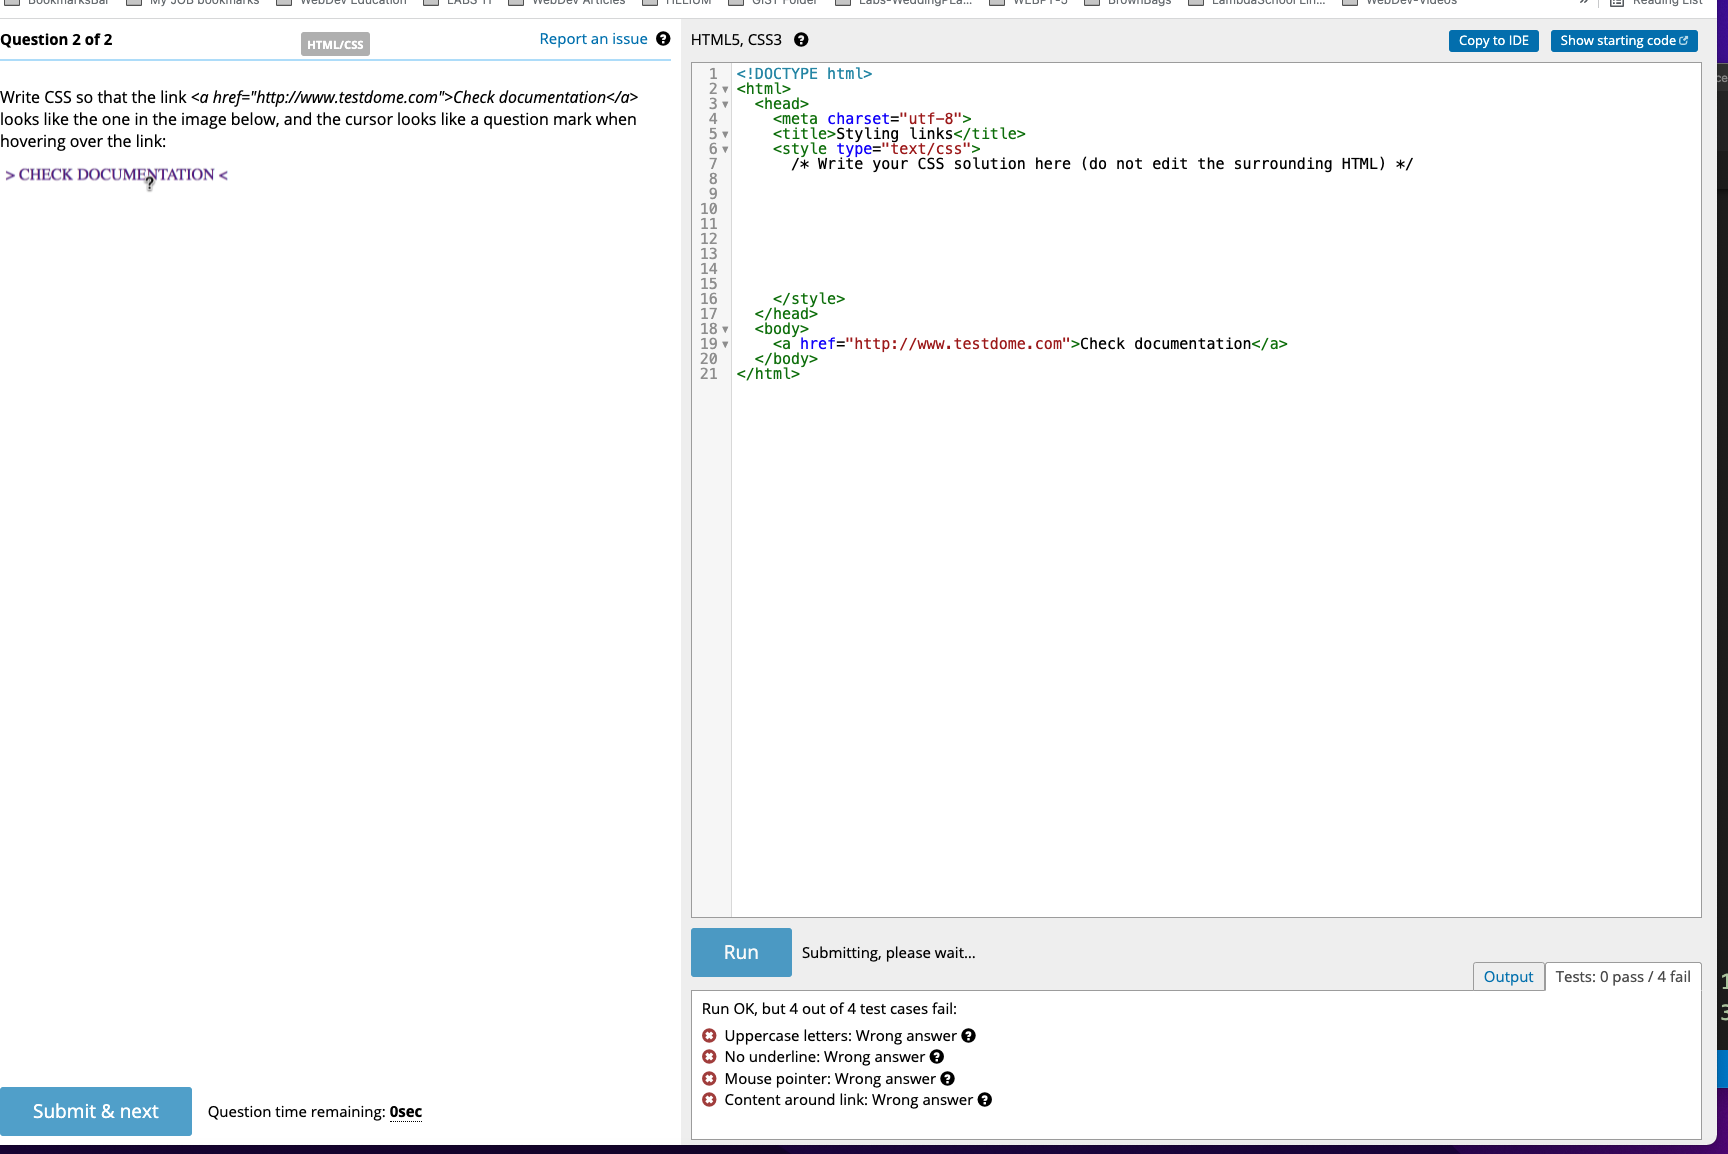 BookmarksBar My JOB bookmarks WebDev Education LABS 11 WebDev Articles HELIUM GIST Folder Labs-WeddingPLa... WEBPT-5 BrownBags LambdaSchool Lin... WebDev-Videos » Reading List
Question 2 of 2
HTML/CSS
Report an issue ?
Write CSS so that the link <a href="http://www.testdome.com">Check documentation</a>
looks like the one in the image below, and the cursor looks like a question mark when
hovering over the link:
> CHECK DOCUMENTATION <
?
HTML5, CSS3 ?
Copy to IDE
Show starting code
1 <!DOCTYPE html>
2 <html>
3 <head>
4 <meta charset="utf-8">
5 <title>Styling links</title>
6 <style type="text/css">
7 /* Write your CSS solution here (do not edit the surrounding HTML) */
8
9
10
11
12
13
14
15
16 </style>
17 </head>
18 <body>
19 <a href="http://www.testdome.com">Check documentation</a>
20 </body>
21 </html>
Run
Submitting, please wait...
Output
Tests: 0 pass / 4 fail
Run OK, but 4 out of 4 test cases fail:
Uppercase letters: Wrong answer ?
No underline: Wrong answer ?
Mouse pointer: Wrong answer ?
Content around link: Wrong answer ?
Submit & next
Question time remaining: 0sec